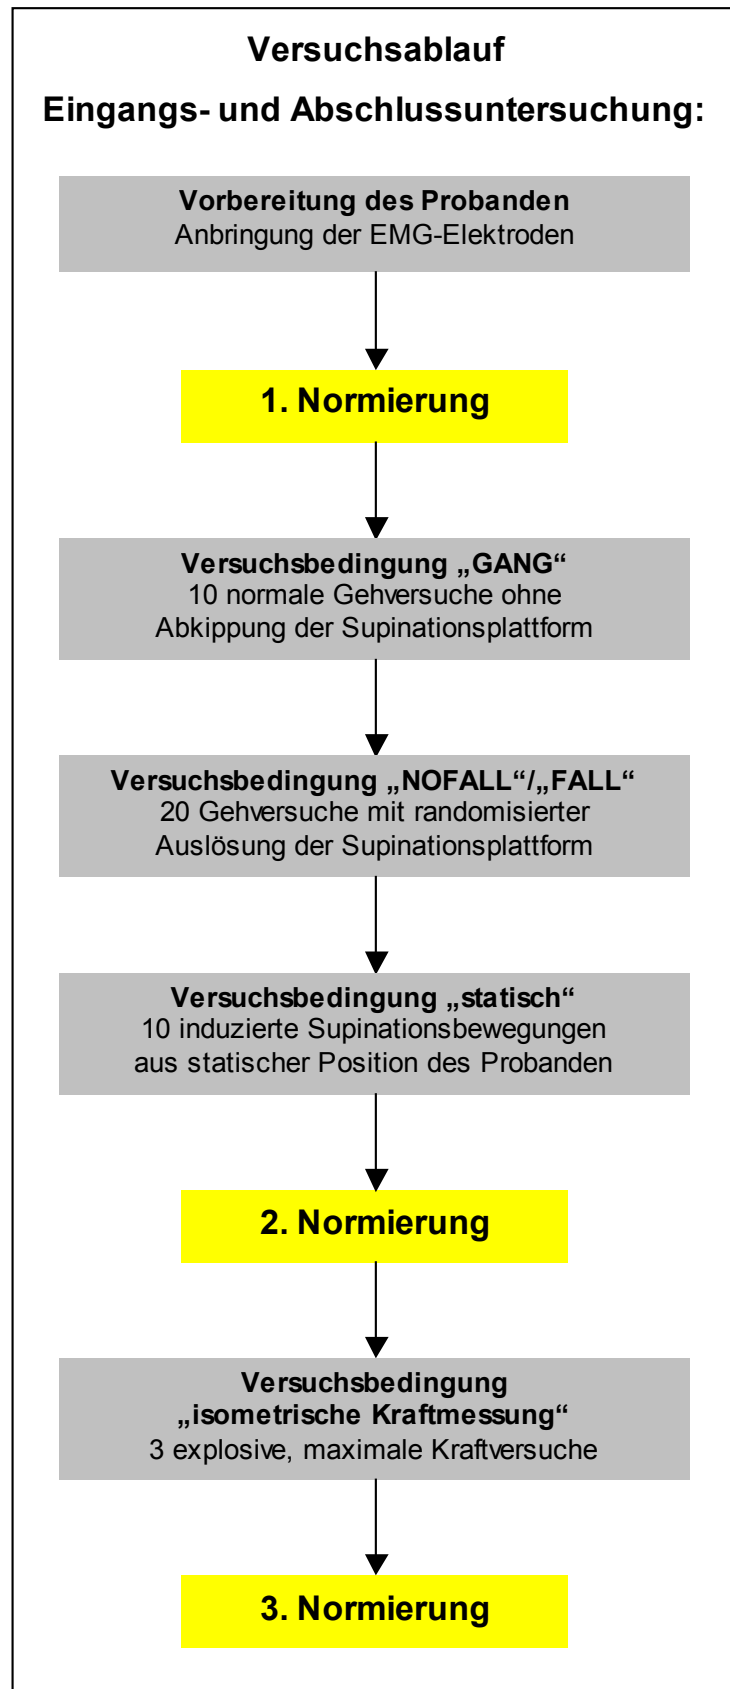 Versuchsablauf
Eingangs- und Abschlussuntersuchung:
Vorbereitung des Probanden
Anbringung der EMG-Elektroden
1. Normierung
Versuchsbedingung „GANG“
10 normale Gehversuche ohne
Abkippung der Supinationsplattform
Versuchsbedingung „NOFALL“/„FALL“
20 Gehversuche mit randomisierter
Auslösung der Supinationsplattform
Versuchsbedingung „statisch“
10 induzierte Supinationsbewegungen
aus statischer Position des Probanden
2. Normierung
Versuchsbedingung
„isometrische Kraftmessung“
3 explosive, maximale Kraftversuche
3. Normierung